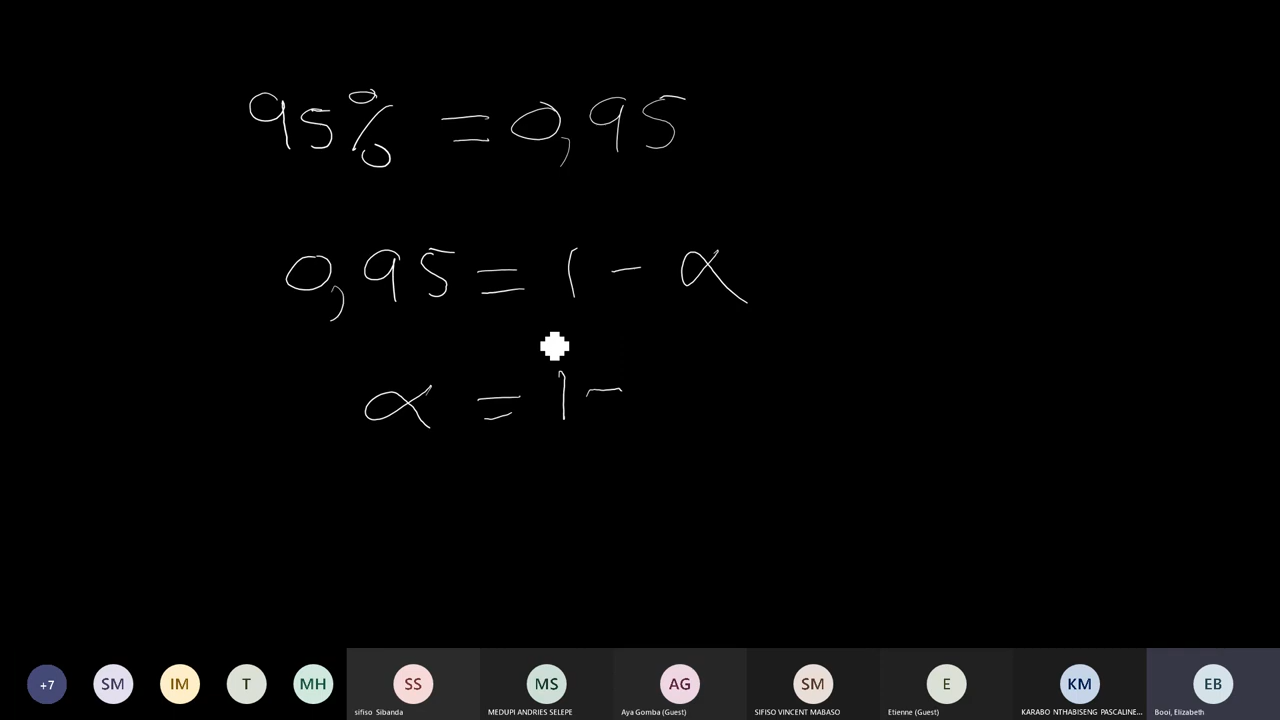 95% = 0,95
0,95 = 1 - α
α = 1 -
+7 SM IM T MH SS MS AG SM E KM EB
sifiso Sibanda MEDUPI ANDRIES SELEPE Aya Gomba (Guest) SIFISO VINCENT MABASO Etienne (Guest) KARABO NTHABISENG PASCALINE... Booi, Elizabeth